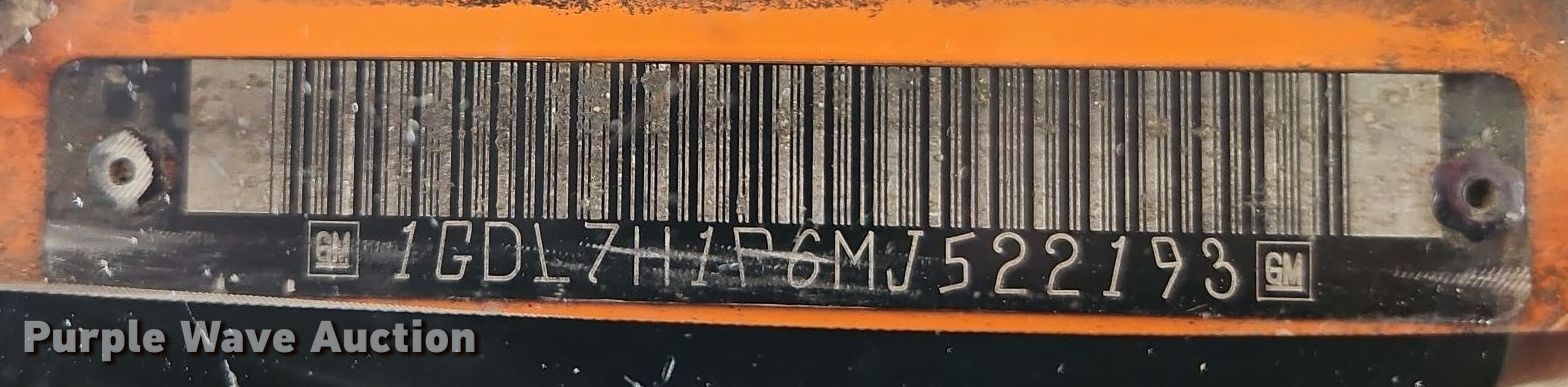 GM 1GDL7H1P6MJ522193 GM
Purple Wave Auction